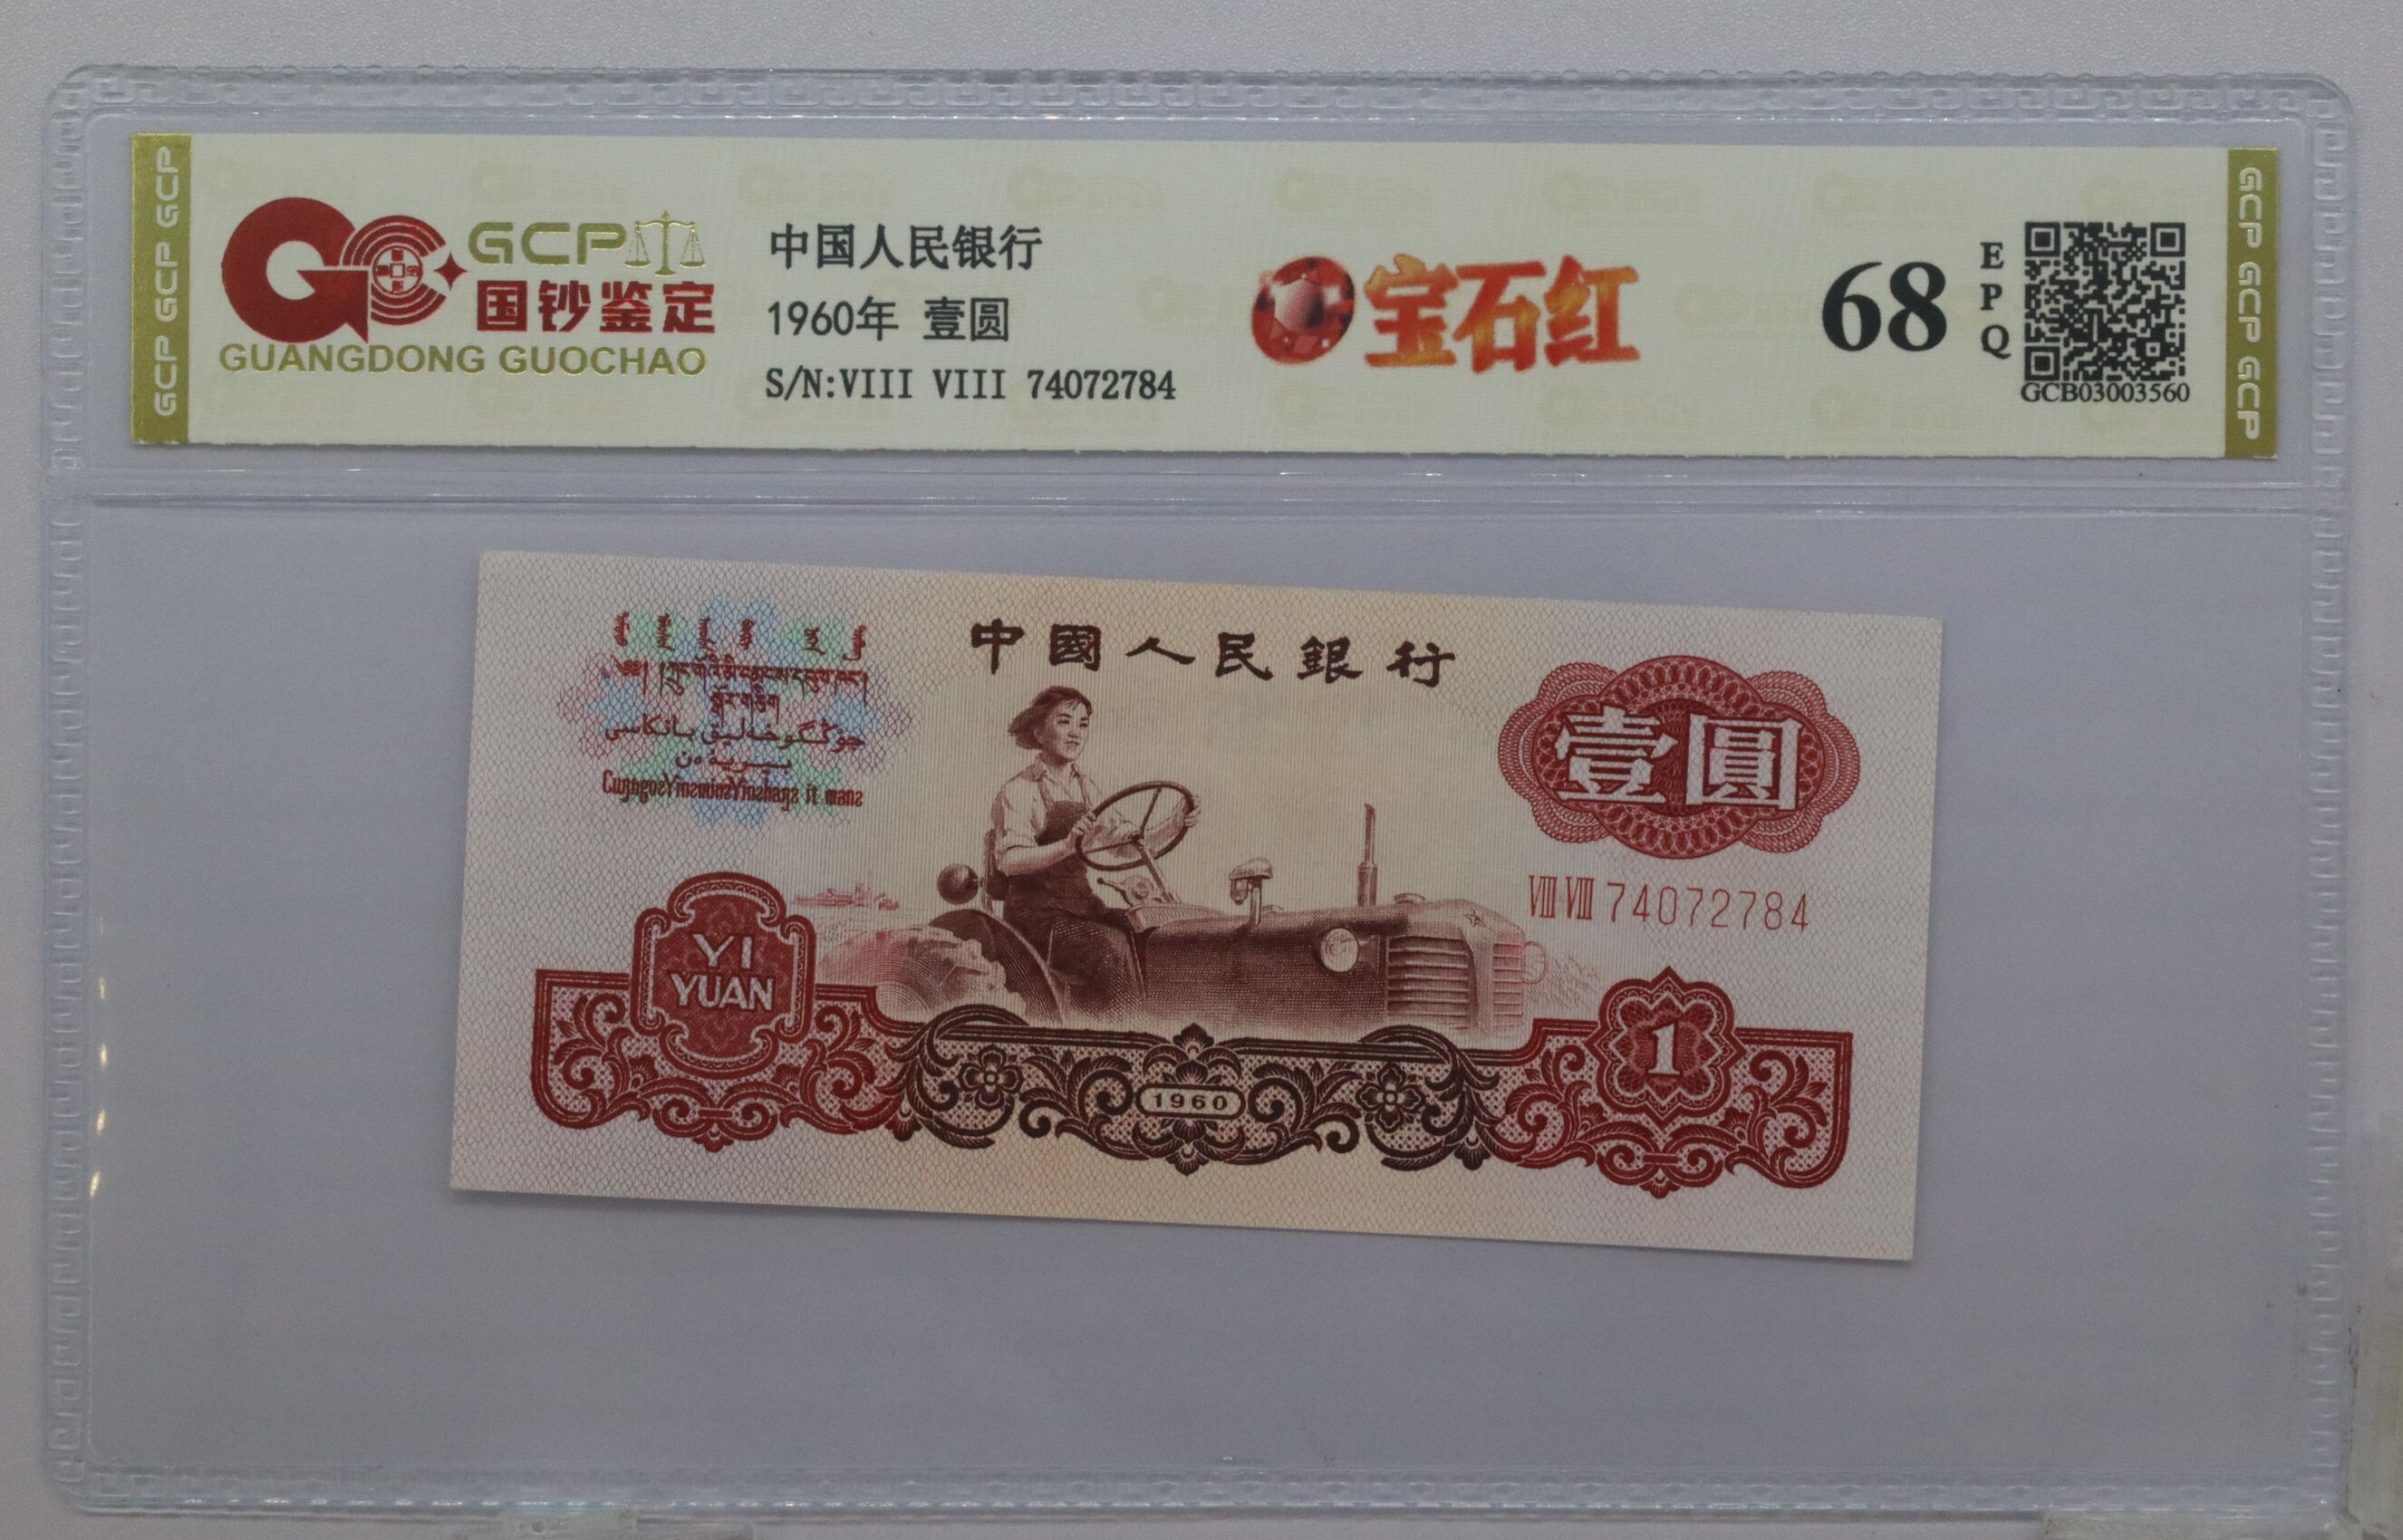 GCP GCP GCP
GCP
国钞鉴定
GUANGDONG GUOCHAO
中国人民银行
1960年 壹圆
S/N:VIII VIII 74072784
宝石红
68
EPQ
GCB03003560
GCP GCP GCP
中國人民銀行
壹圓
VIII VIII 74072784
YI
YUAN
1
1960